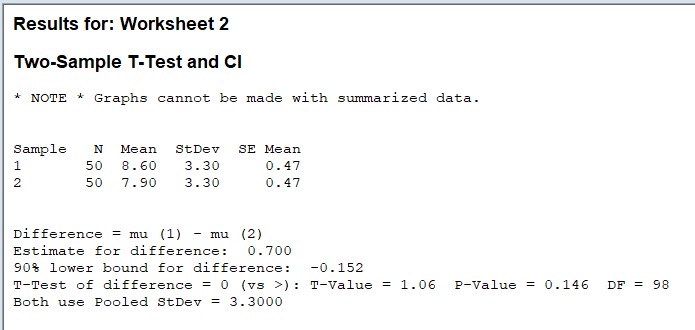 Results for: Worksheet 2
Two-Sample T-Test and CI
* NOTE * Graphs cannot be made with summarized data.
Sample   N  Mean  StDev  SE Mean
1       50  8.60   3.30     0.47
2       50  7.90   3.30     0.47
Difference = mu (1) - mu (2)
Estimate for difference:  0.700
90% lower bound for difference:  -0.152
T-Test of difference = 0 (vs >): T-Value = 1.06  P-Value = 0.146  DF = 98
Both use Pooled StDev = 3.3000